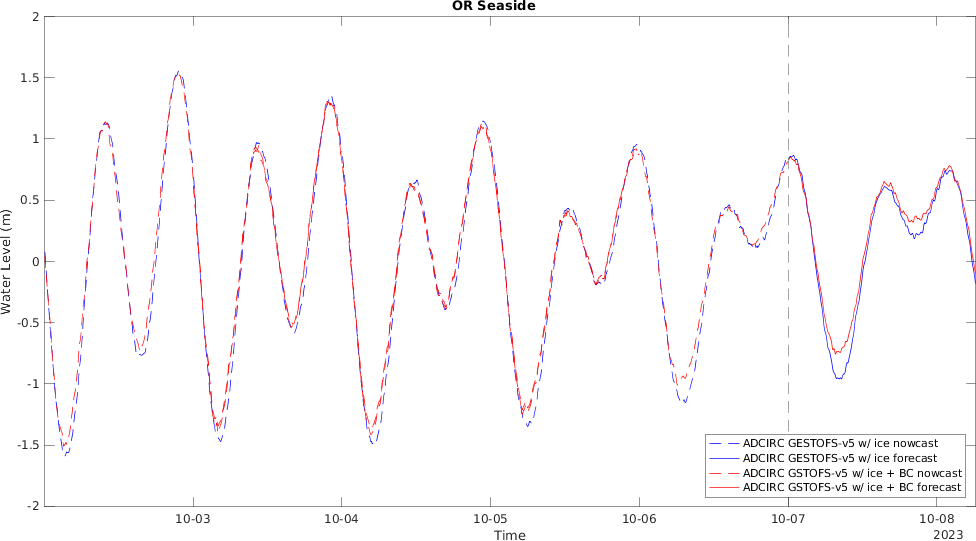 OR Seaside
2
1.5
1
0.5
0
-0.5
-1
-1.5
-2
Water Level (m)
10-03
10-04
10-05
10-06
10-07
10-08
Time
2023
ADCIRC GESTOFS-v5 w/ ice nowcast
ADCIRC GESTOFS-v5 w/ ice forecast
ADCIRC GSTOFS-v5 w/ ice + BC nowcast
ADCIRC GSTOFS-v5 w/ ice + BC forecast